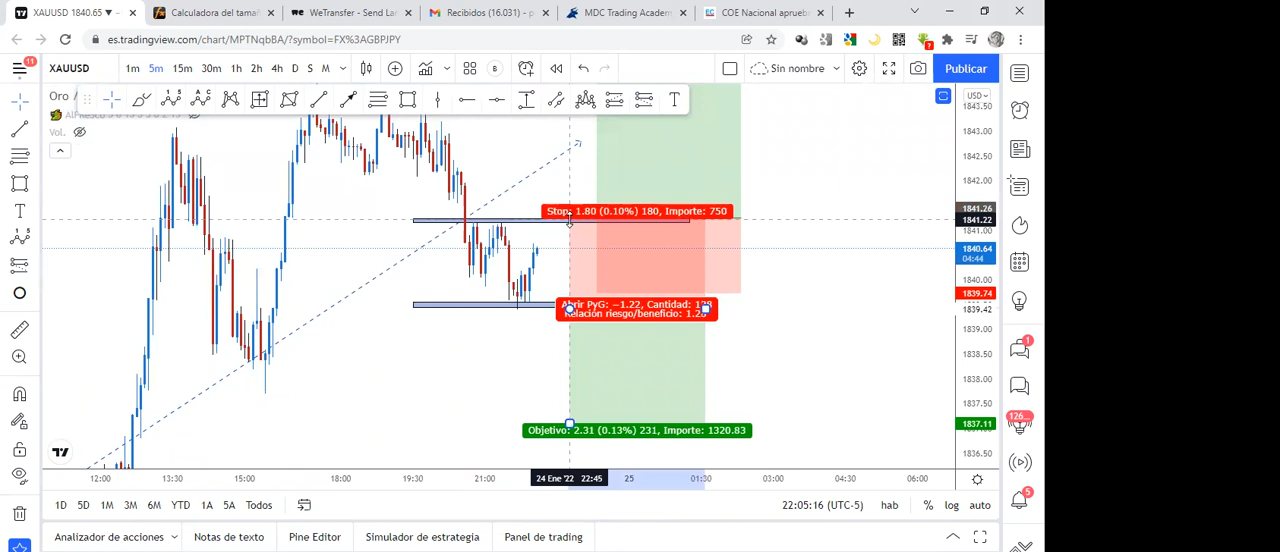 XAUUSD 1840.65 ▼
Calculadora del tamañ
WeTransfer - Send Lar
Recibidos (16.031) - p
MDC Trading Academ
COE Nacional aprueb
es.tradingview.com/chart/MPTNqbBA/?symbol=FX%3AGBPJPY
11
XAUUSD
1m 5m 15m 30m 1h 2h 4h S M
B
Sin nombre
Publicar
Oro /
Vol.
USD
1843.50
1843.00
1842.50
1842.00
1841.26
1841.22
1841.00
1840.64
04:44
1840.00
1839.74
1839.42
1839.00
1838.50
1838.00
1837.50
1837.11
1836.50
Stop: 1.80 (0.10%) 180, Importe: 750
Abrir PyG: −1.22, Cantidad: 138
Relación riesgo/beneficio: 1.28
Objetivo: 2.31 (0.13%) 231, Importe: 1320.83
12:00 13:30 15:00 19:30 21:00 24 Ene '22 22:45 25 01:30 03:00 04:30 06:00
1D 5D 1M 3M 6M YTD 1A 5A Todos
22:05:16 (UTC-5) hab % log auto
Analizador de acciones Notas de texto Pine Editor Simulador de estrategia Panel de trading
1
126...
5